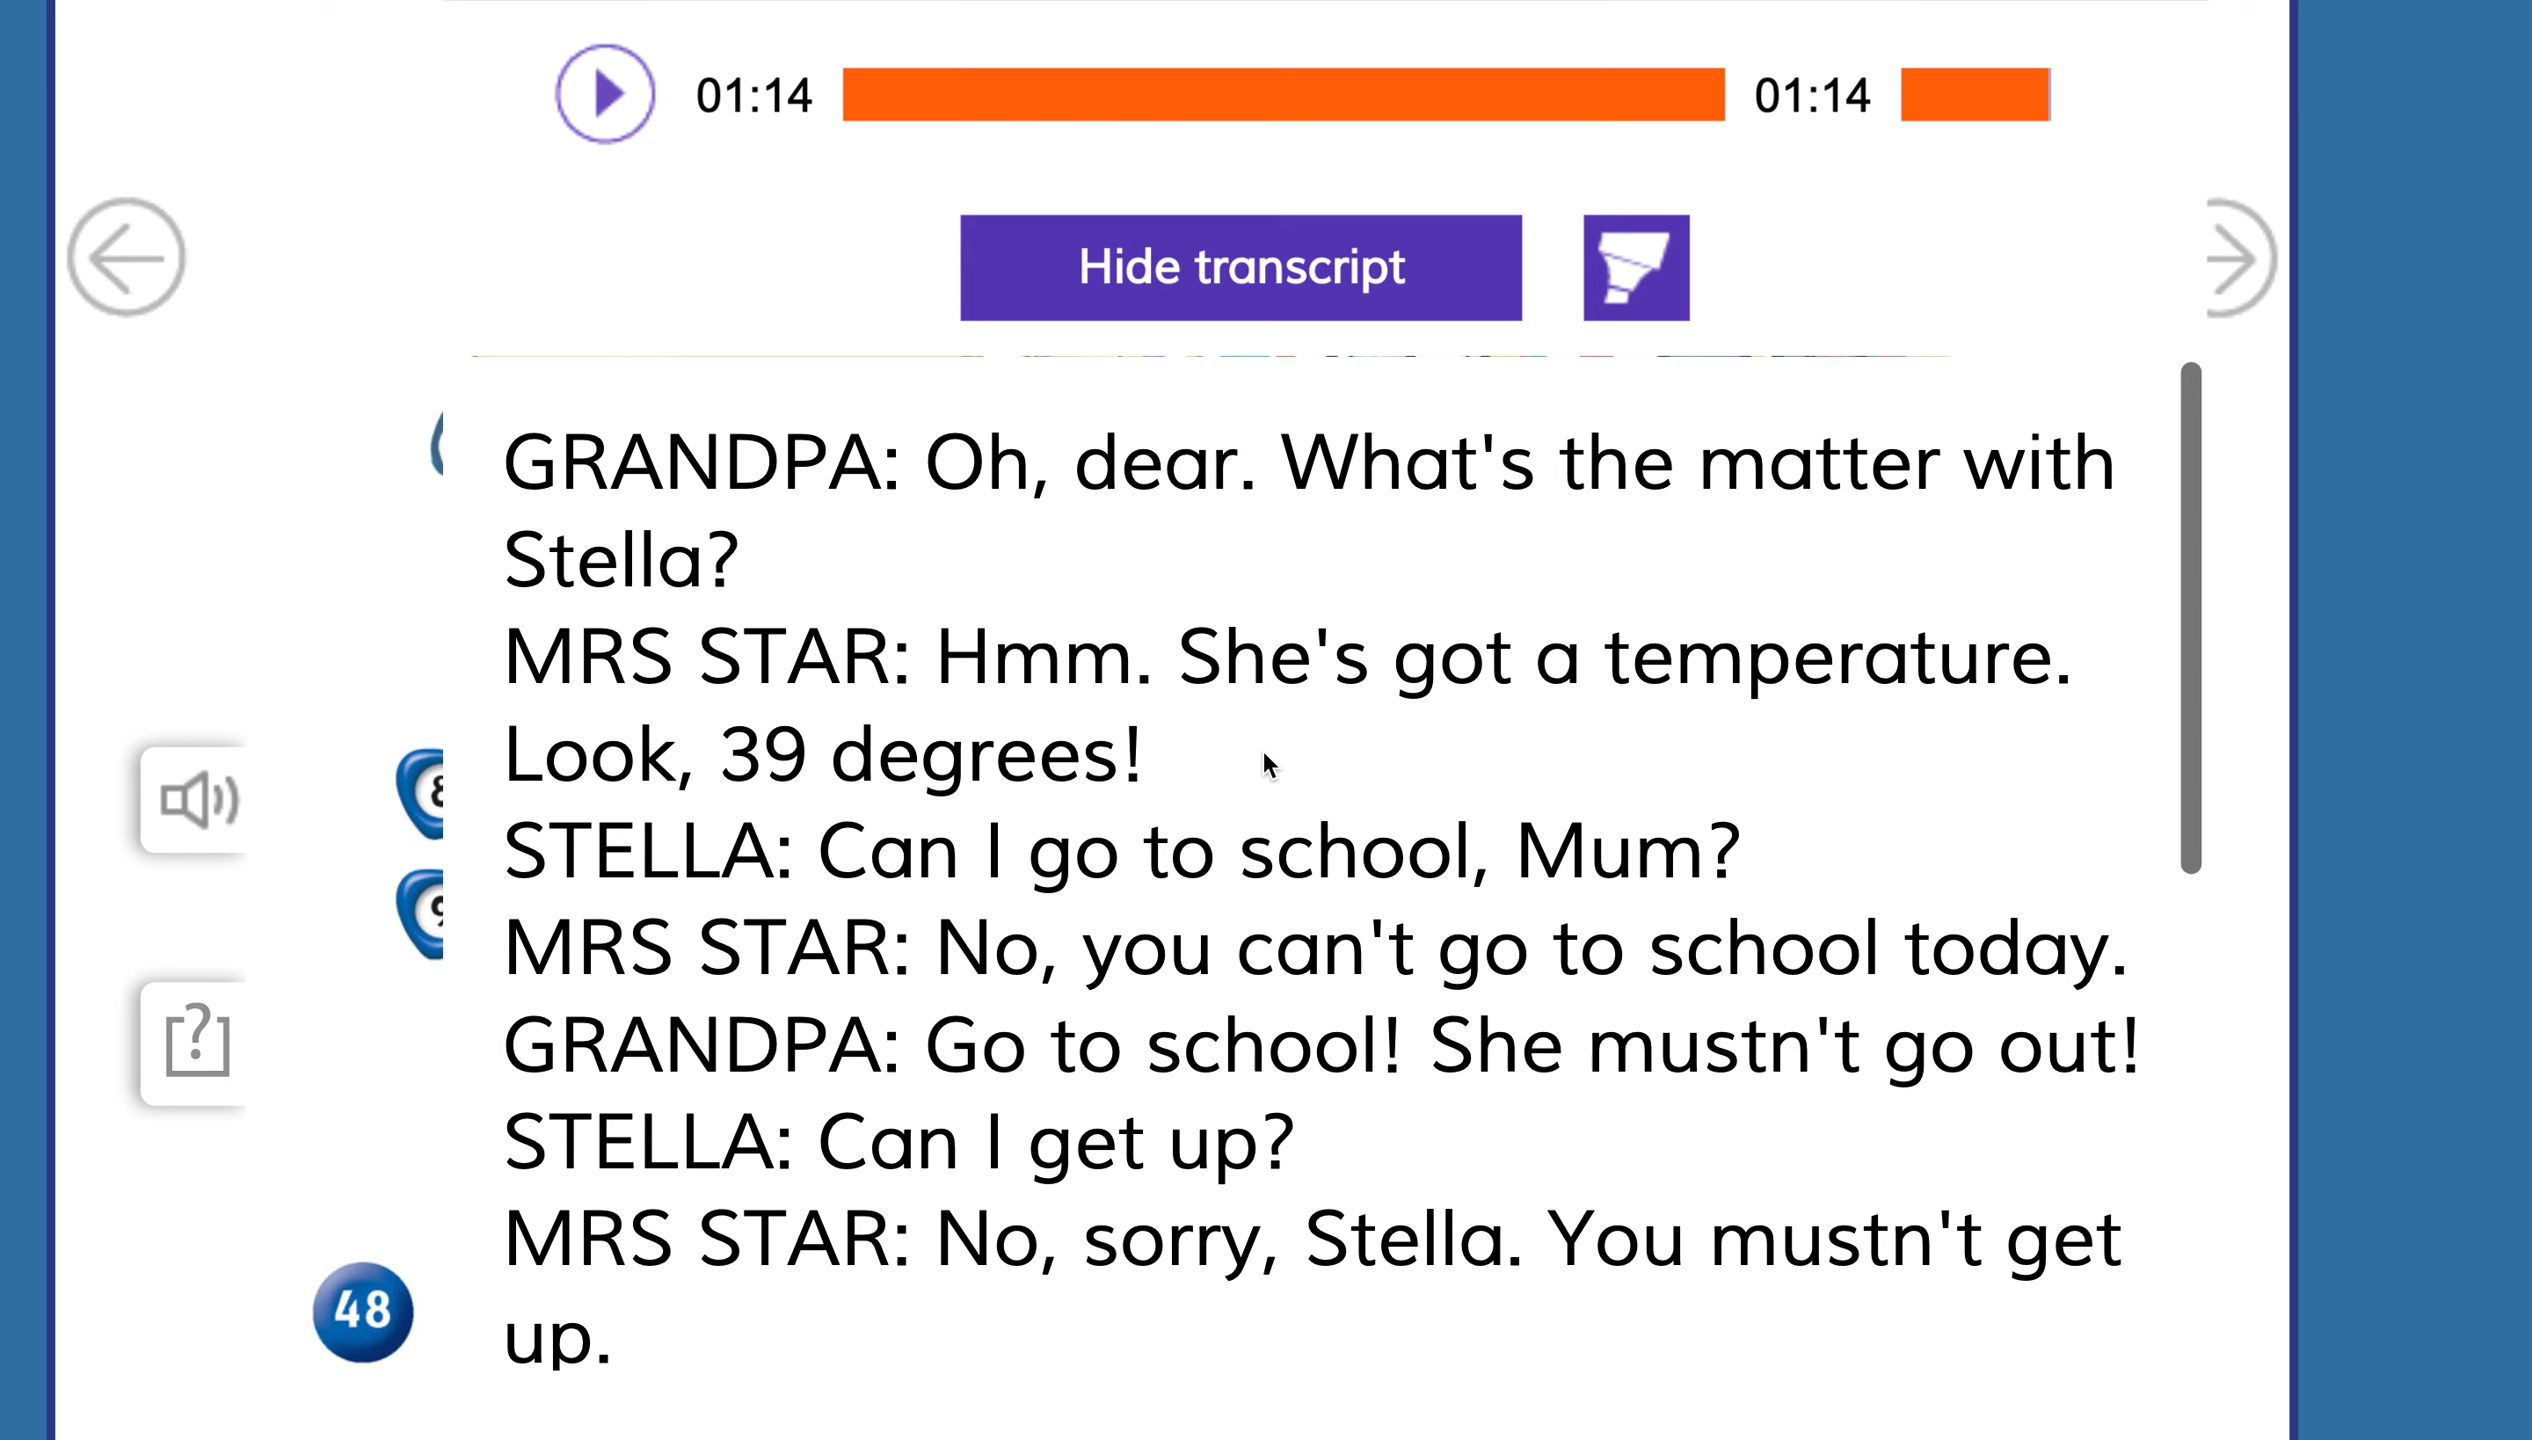 01:14
01:14
Hide transcript
GRANDPA: Oh, dear. What's the matter with
Stella?
MRS STAR: Hmm. She's got a temperature.
Look, 39 degrees!
STELLA: Can I go to school, Mum?
MRS STAR: No, you can't go to school today.
GRANDPA: Go to school! She mustn't go out!
STELLA: Can I get up?
MRS STAR: No, sorry, Stella. You mustn't get
up.
8
9
?
48